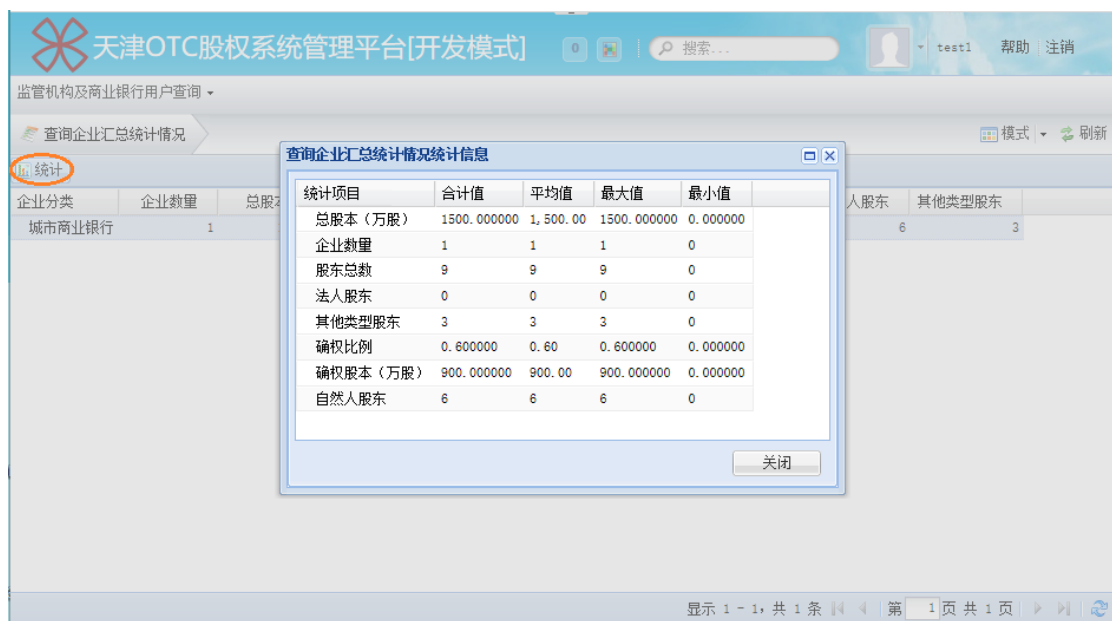 天津OTC股权系统管理平台[开发模式] 0 搜索... test1 帮助 注销
监管机构及商业银行用户查询
查询企业汇总统计情况 模式 刷新
统计
查询企业汇总统计情况统计信息
企业分类 企业数量 总股 人股东 其他类型股东
城市商业银行 1 6 3
统计项目 合计值 平均值 最大值 最小值
总股本（万股） 1500.000000 1,500.00 1500.000000 0.000000
企业数量 1 1 1 0
股东总数 9 9 9 0
法人股东 0 0 0 0
其他类型股东 3 3 3 0
确权比例 0.600000 0.60 0.600000 0.000000
确权股本（万股） 900.000000 900.00 900.000000 0.000000
自然人股东 6 6 6 0
关闭
显示 1 - 1，共 1 条 第 1 页 共 1 页